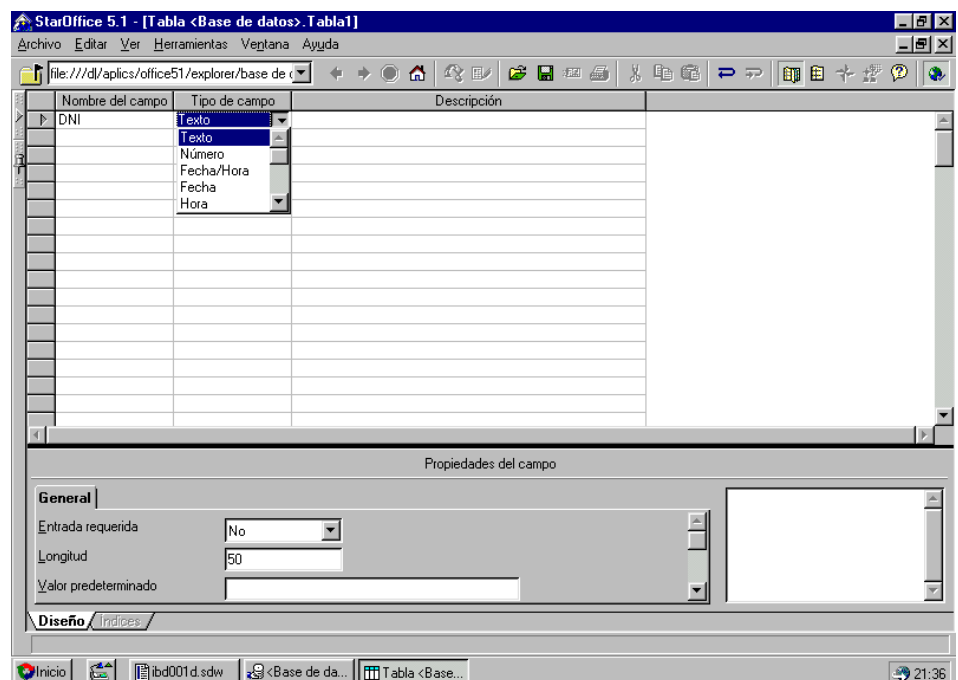 StarOffice 5.1 - [Tabla <Base de datos>.Tabla1]
Archivo Editar Ver Herramientas Ventana Ayuda
file:///d|/aplics/office51/explorer/base de
Nombre del campo Tipo de campo Descripción
DNI Texto
Texto
Número
Fecha/Hora
Fecha
Hora
Propiedades del campo
General
Entrada requerida No
Longitud 50
Valor predeterminado
Diseño Índices
Inicio ibd001d.sdw <Base de da... Tabla <Base... 21:36